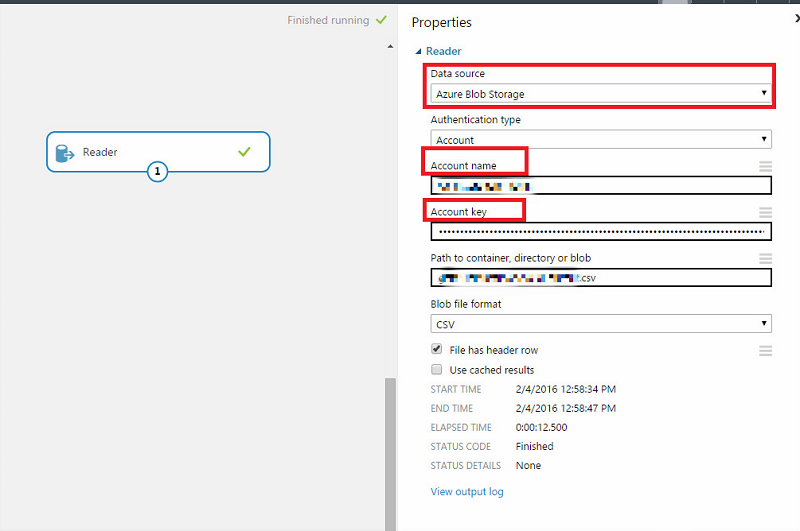 Finished running
Properties
Reader
Data source
Azure Blob Storage
Authentication type
Account
Reader
1
Account name
Account key
Path to container, directory or blob
.csv
Blob file format
CSV
File has header row
Use cached results
START TIME 2/4/2016 12:58:34 PM
END TIME 2/4/2016 12:58:47 PM
ELAPSED TIME 0:00:12.500
STATUS CODE Finished
STATUS DETAILS None
View output log